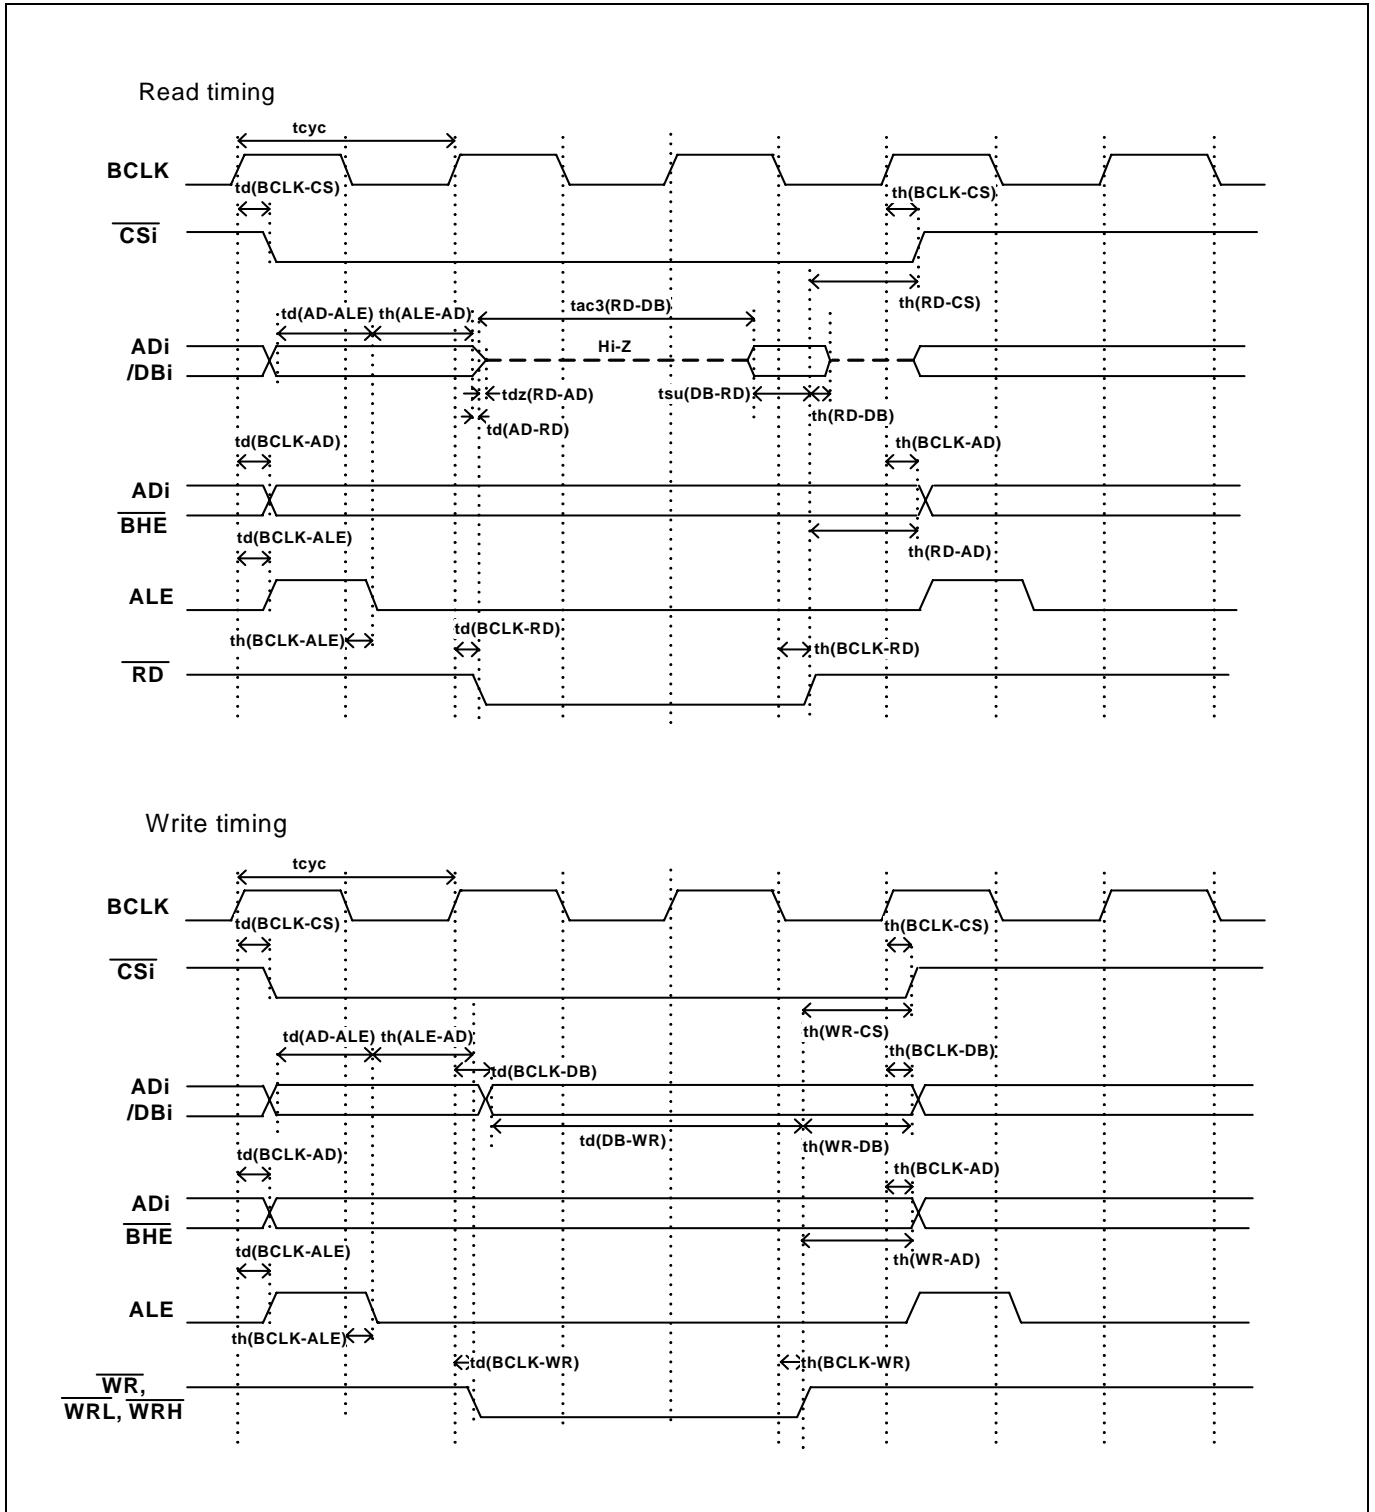 Read timing
tcyc
BCLK
td(BCLK-CS)
th(BCLK-CS)
CSi
th(RD-CS)
td(AD-ALE)
th(ALE-AD)
tac3(RD-DB)
ADi
/DBi
Hi-Z
tdz(RD-AD)
tsu(DB-RD)
th(RD-DB)
td(AD-RD)
td(BCLK-AD)
th(BCLK-AD)
ADi
BHE
td(BCLK-ALE)
th(RD-AD)
ALE
th(BCLK-ALE)
td(BCLK-RD)
th(BCLK-RD)
RD
Write timing
tcyc
BCLK
td(BCLK-CS)
th(BCLK-CS)
CSi
th(WR-CS)
td(AD-ALE)
th(ALE-AD)
th(BCLK-DB)
td(BCLK-DB)
ADi
/DBi
td(DB-WR)
th(WR-DB)
td(BCLK-AD)
th(BCLK-AD)
ADi
BHE
td(BCLK-ALE)
th(WR-AD)
ALE
th(BCLK-ALE)
td(BCLK-WR)
th(BCLK-WR)
WR,
WRL, WRH